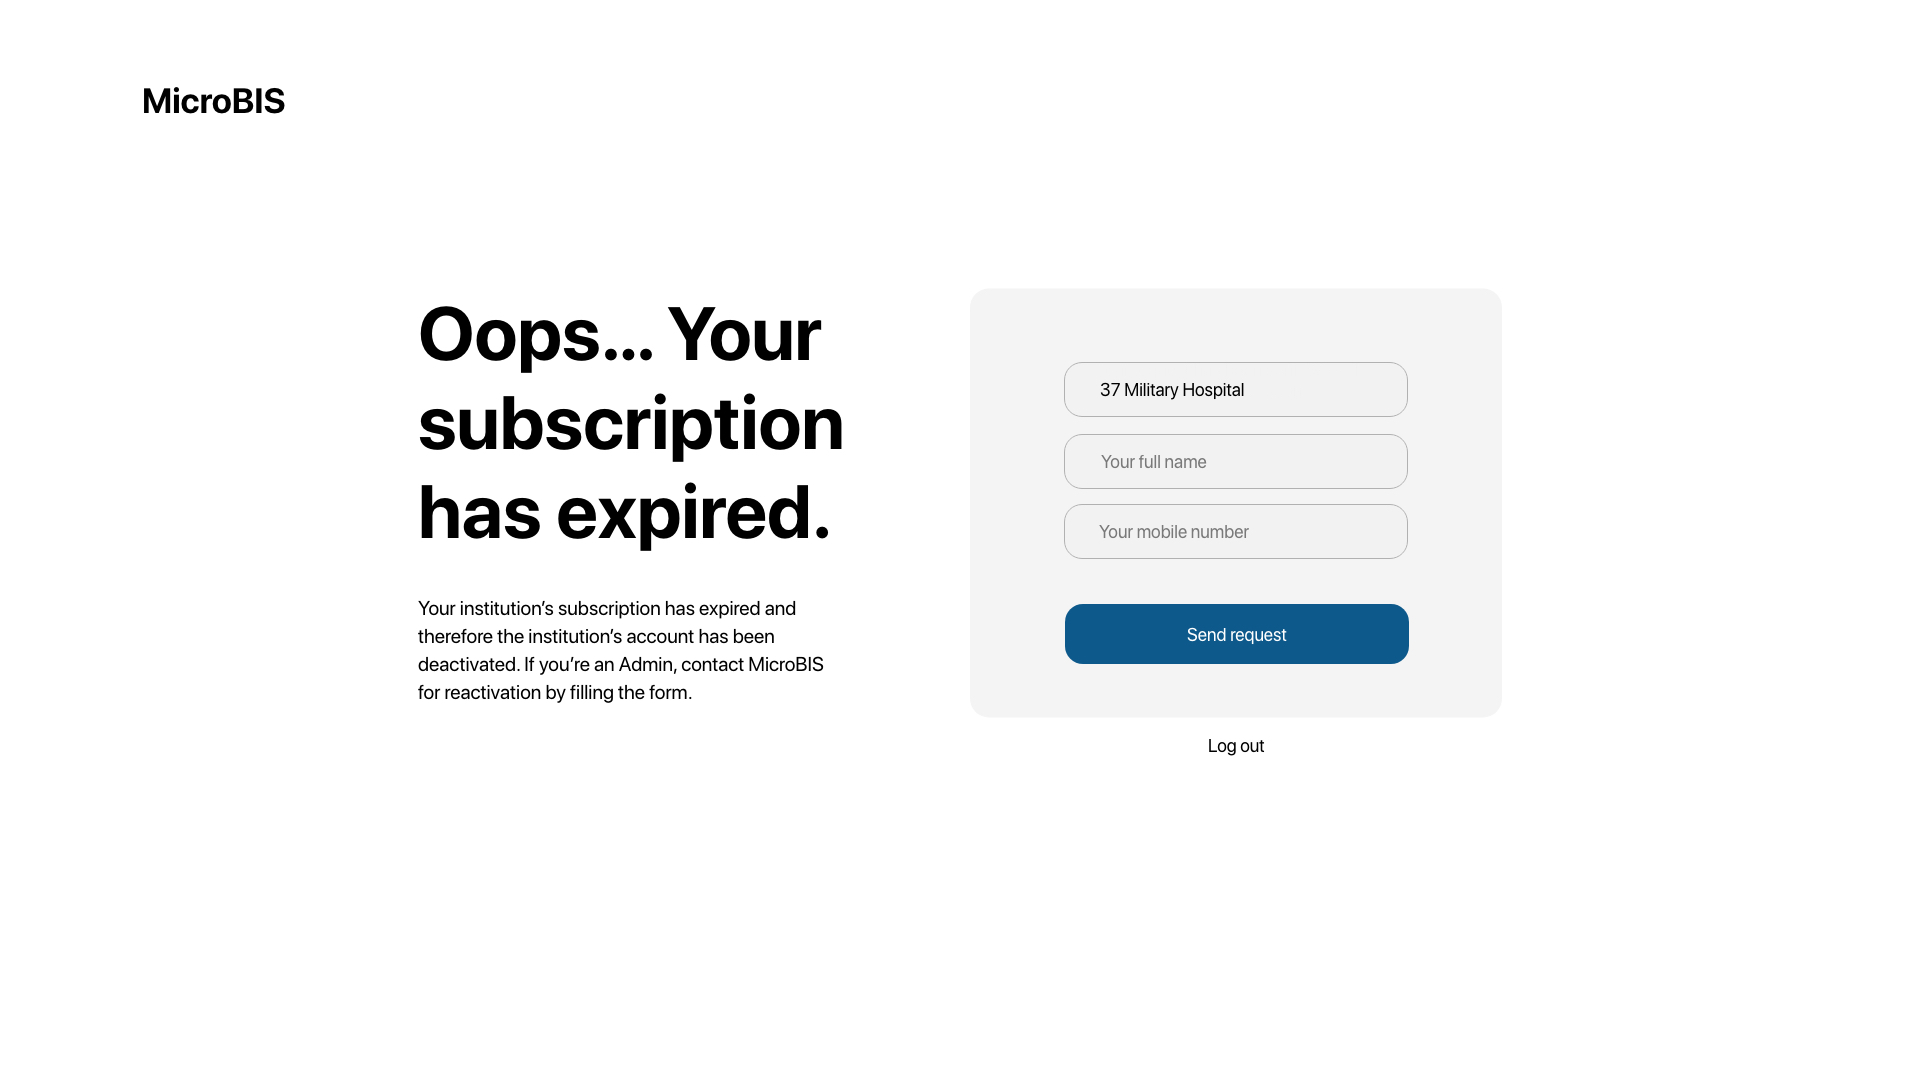 MicroBIS
Oops... Your
subscription
has expired.
Your institution’s subscription has expired and
therefore the institution’s account has been
deactivated. If you’re an Admin, contact MicroBIS
for reactivation by filling the form.
37 Military Hospital
Your full name
Your mobile number
Send request
Log out